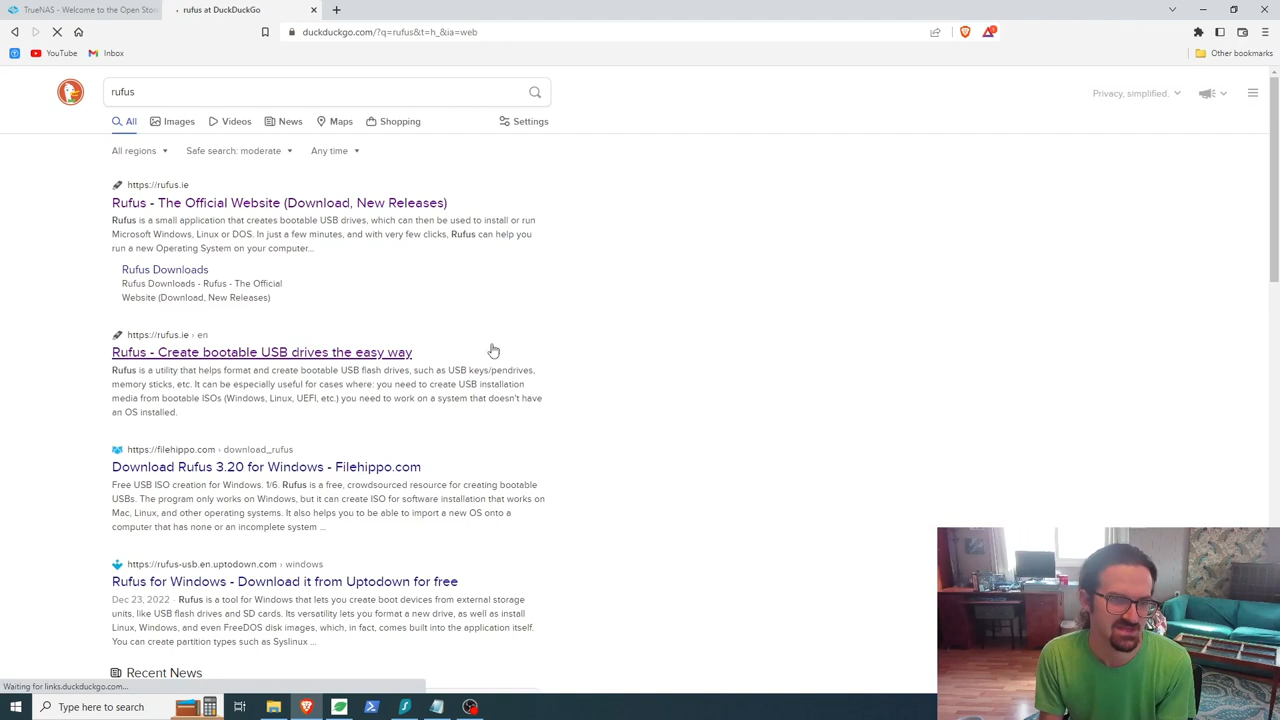 TrueNAS - Welcome to the Open Stor
rufus at DuckDuckGo
duckduckgo.com/?q=rufus&t=h_&ia=web
YouTube
Inbox
Other bookmarks
rufus
Privacy, simplified.
All
Images
Videos
News
Maps
Shopping
Settings
All regions
Safe search: moderate
Any time
https://rufus.ie
Rufus - The Official Website (Download, New Releases)
Rufus is a small application that creates bootable USB drives, which can then be used to install or run
Microsoft Windows, Linux or DOS. In just a few minutes, and with very few clicks, Rufus can help you
run a new Operating System on your computer...
Rufus Downloads
Rufus Downloads - Rufus - The Official
Website (Download, New Releases)
https://rufus.ie › en
Rufus - Create bootable USB drives the easy way
Rufus is a utility that helps format and create bootable USB flash drives, such as USB keys/pendrives,
memory sticks, etc. It can be especially useful for cases where: you need to create USB installation
media from bootable ISOs (Windows, Linux, UEFI, etc.) you need to work on a system that doesn't have
an OS installed.
https://filehippo.com › download_rufus
Download Rufus 3.20 for Windows - Filehippo.com
Free USB ISO creation for Windows. 1/6. Rufus is a free, crowdsourced resource for creating bootable
USBs. The program only works on Windows, but it can create ISO for software installation that works on
Mac, Linux, and other operating systems. It also helps you to be able to import a new OS onto a
computer that has none or an incomplete system ...
https://rufus-usb.en.uptodown.com › windows
Rufus for Windows - Download it from Uptodown for free
Dec 23, 2022 · Rufus is a tool for Windows that lets you create boot devices from external storage
units, like USB flash drives and SD cards. Its versatility lets you format a new drive, as well as install
Linux, Windows, and even FreeDOS disk images, which, in fact, comes built into the application itself.
You can create partition types such as Syslinux ...
Recent News
Waiting for links.duckduckgo.com...
Type here to search